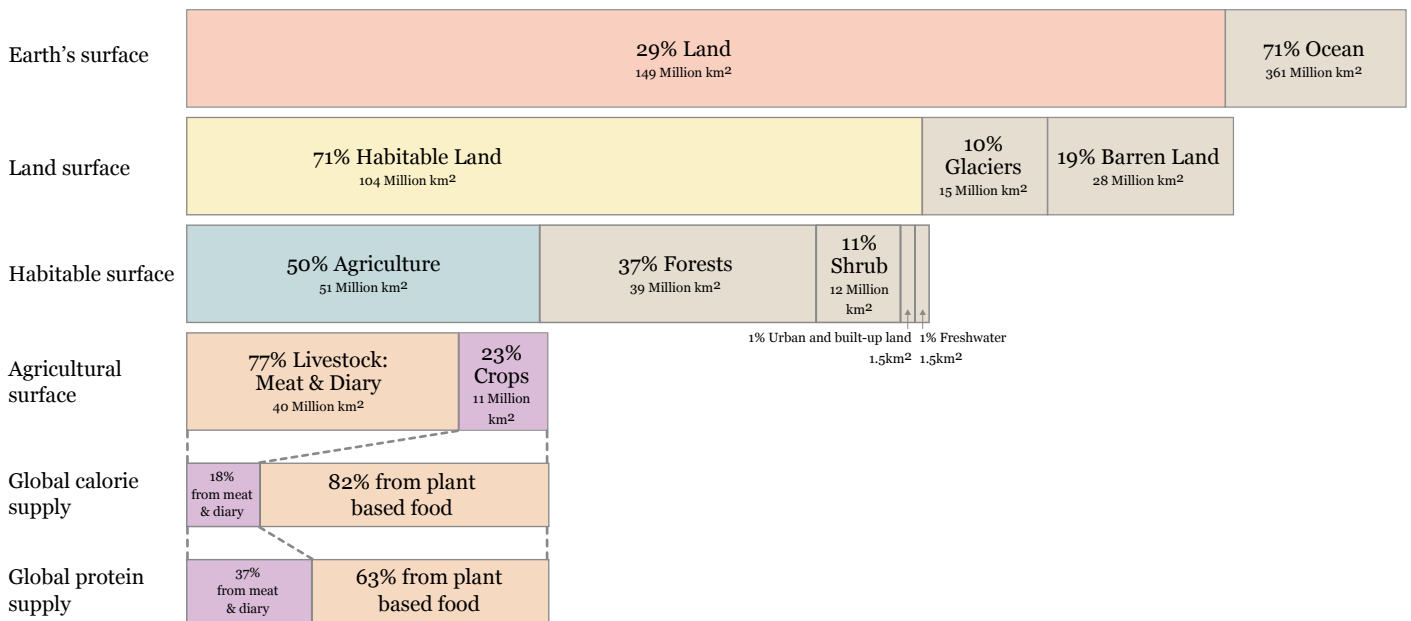 Earth’s surface
29% Land
149 Million km²
71% Ocean
361 Million km²
Land surface
71% Habitable Land
104 Million km²
10%
Glaciers
15 Million km²
19% Barren Land
28 Million km²
Habitable surface
50% Agriculture
51 Million km²
37% Forests
39 Million km²
11%
Shrub
12 Million
km²
1% Urban and built-up land
1.5km²
1% Freshwater
1.5km²
Agricultural
surface
77% Livestock:
Meat & Diary
40 Million km²
23%
Crops
11 Million
km²
Global calorie
supply
18%
from meat
& diary
82% from plant
based food
Global protein
supply
37%
from meat
& diary
63% from plant
based food